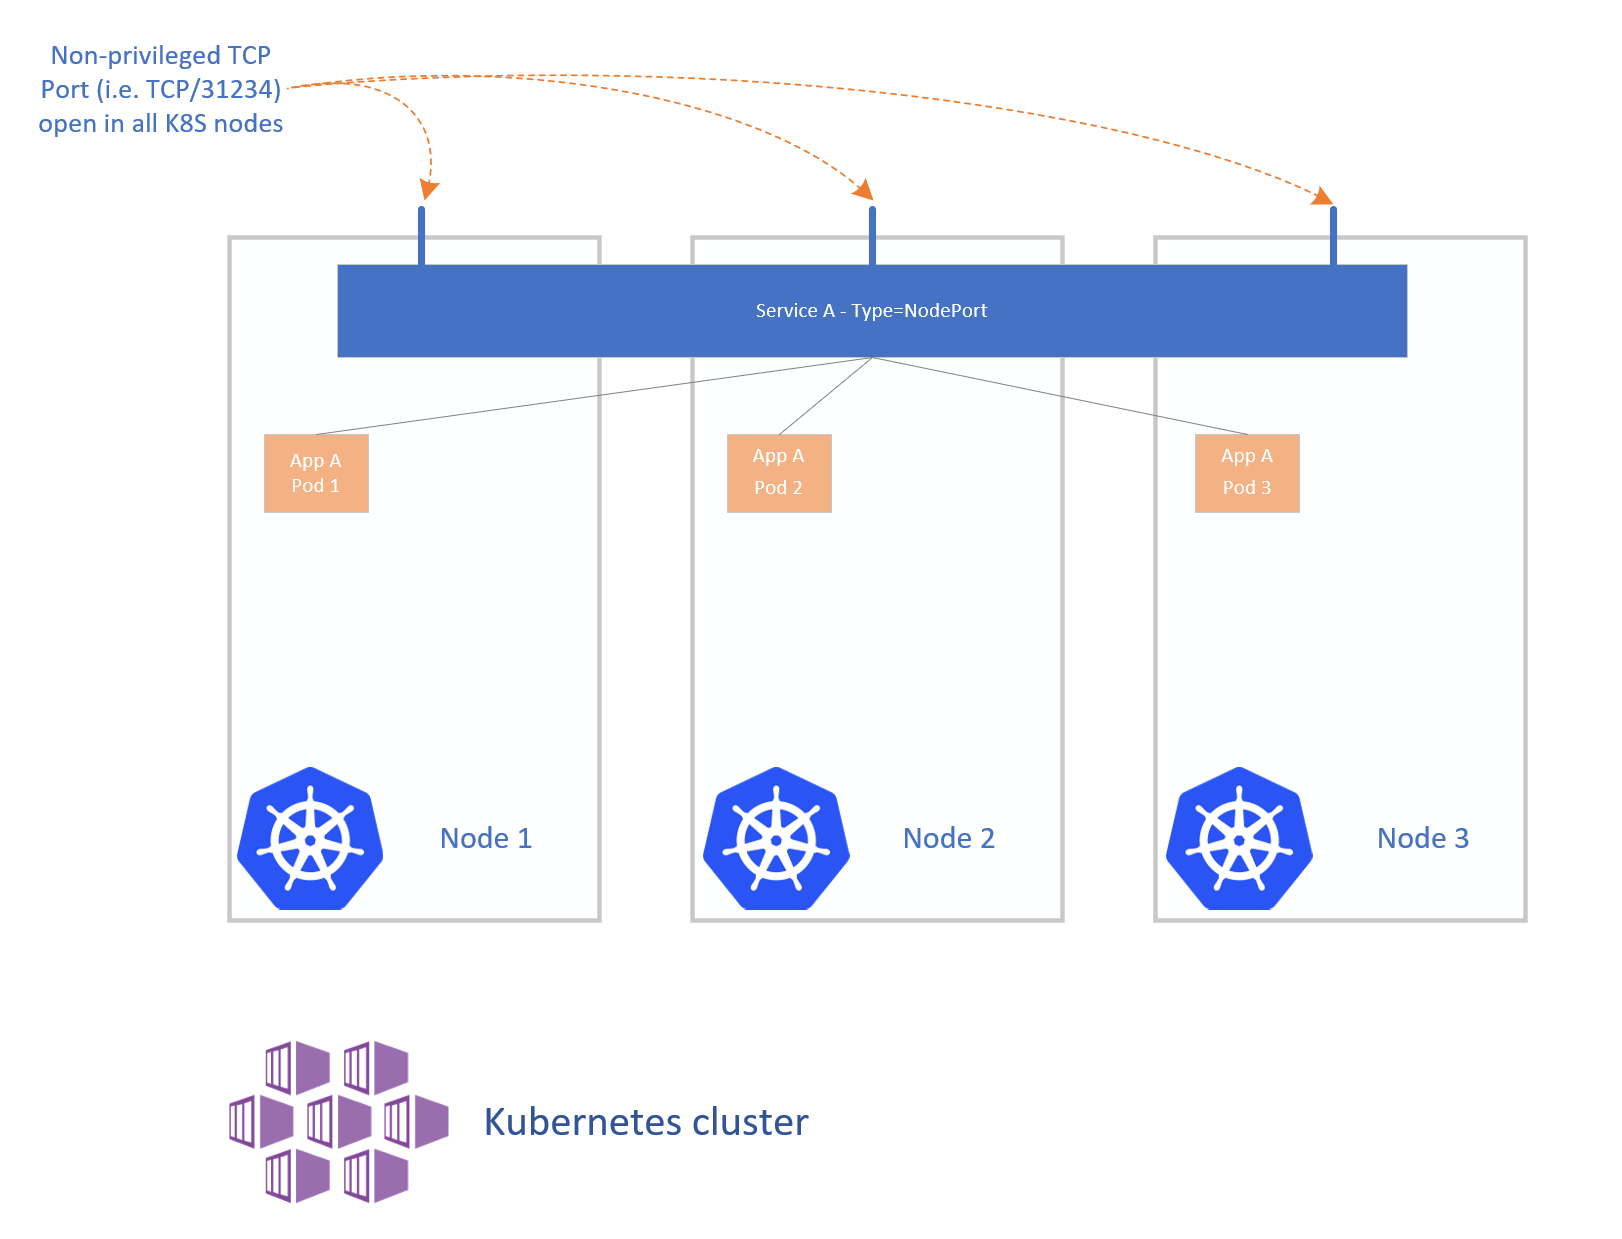 Non-privileged TCP
Port (i.e. TCP/31234)
open in all K8S nodes
Service A - Type=NodePort
App A
Pod 1
App A
Pod 2
App A
Pod 3
Node 1
Node 2
Node 3
Kubernetes cluster